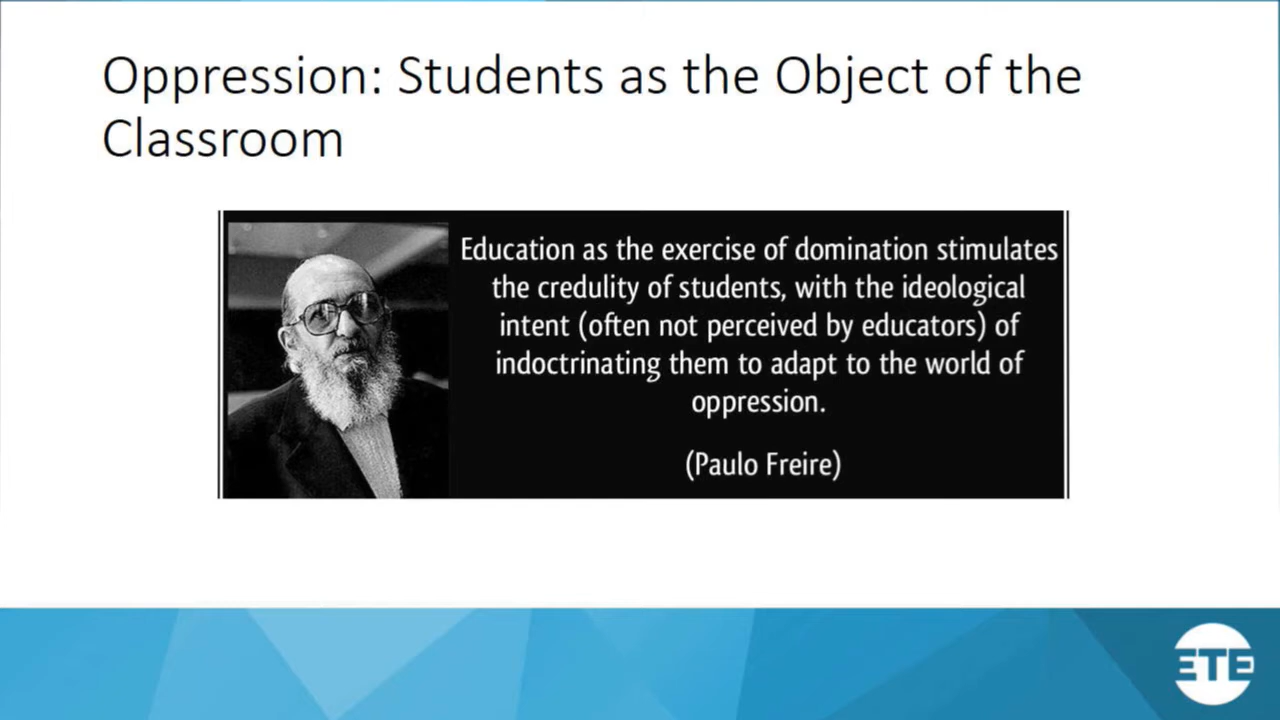 Oppression: Students as the Object of the
Classroom
Education as the exercise of domination stimulates
the credulity of students, with the ideological
intent (often not perceived by educators) of
indoctrinating them to adapt to the world of
oppression.
(Paulo Freire)
ETE